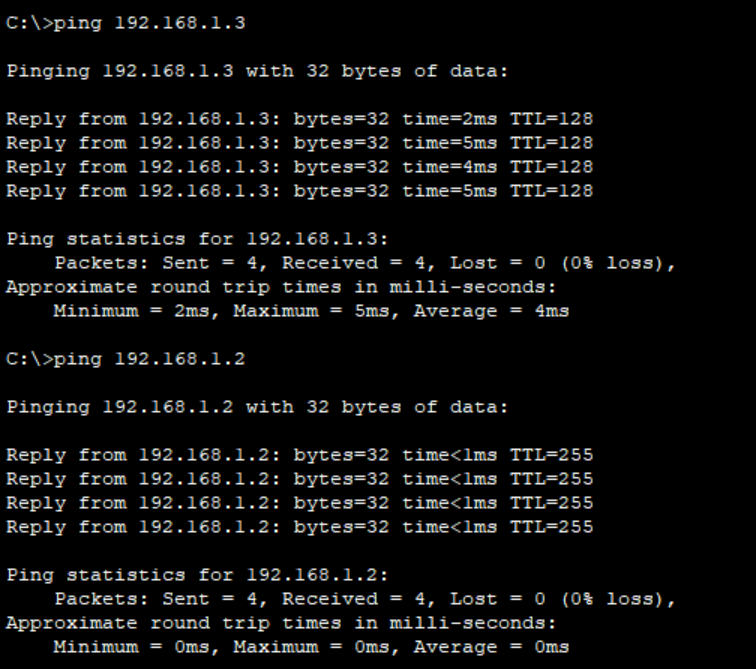 C:\>ping 192.168.1.3
Pinging 192.168.1.3 with 32 bytes of data:
Reply from 192.168.1.3: bytes=32 time=2ms TTL=128
Reply from 192.168.1.3: bytes=32 time=5ms TTL=128
Reply from 192.168.1.3: bytes=32 time=4ms TTL=128
Reply from 192.168.1.3: bytes=32 time=5ms TTL=128
Ping statistics for 192.168.1.3:
    Packets: Sent = 4, Received = 4, Lost = 0 (0% loss),
Approximate round trip times in milli-seconds:
    Minimum = 2ms, Maximum = 5ms, Average = 4ms
C:\>ping 192.168.1.2
Pinging 192.168.1.2 with 32 bytes of data:
Reply from 192.168.1.2: bytes=32 time<1ms TTL=255
Reply from 192.168.1.2: bytes=32 time<1ms TTL=255
Reply from 192.168.1.2: bytes=32 time<1ms TTL=255
Reply from 192.168.1.2: bytes=32 time<1ms TTL=255
Ping statistics for 192.168.1.2:
    Packets: Sent = 4, Received = 4, Lost = 0 (0% loss),
Approximate round trip times in milli-seconds:
    Minimum = 0ms, Maximum = 0ms, Average = 0ms